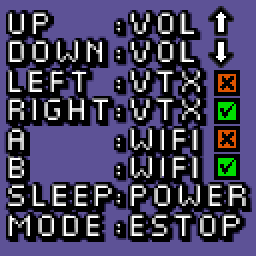 UP :VOL ⬆
DOWN :VOL ⬇
LEFT :VTX ❎
RIGHT:VTX ✅
A :WIFI ❎
B :WIFI ✅
SLEEP:POWER
MODE :ESTOP